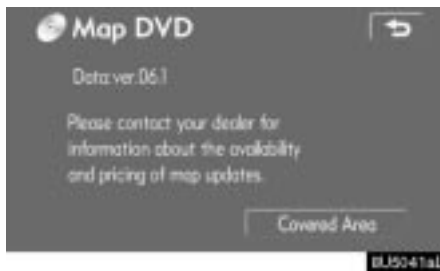 Map DVD
Data ver.06.1
Please contact your dealer for
information about the availability
and pricing of map updates.
Covered Area
8U5041aL